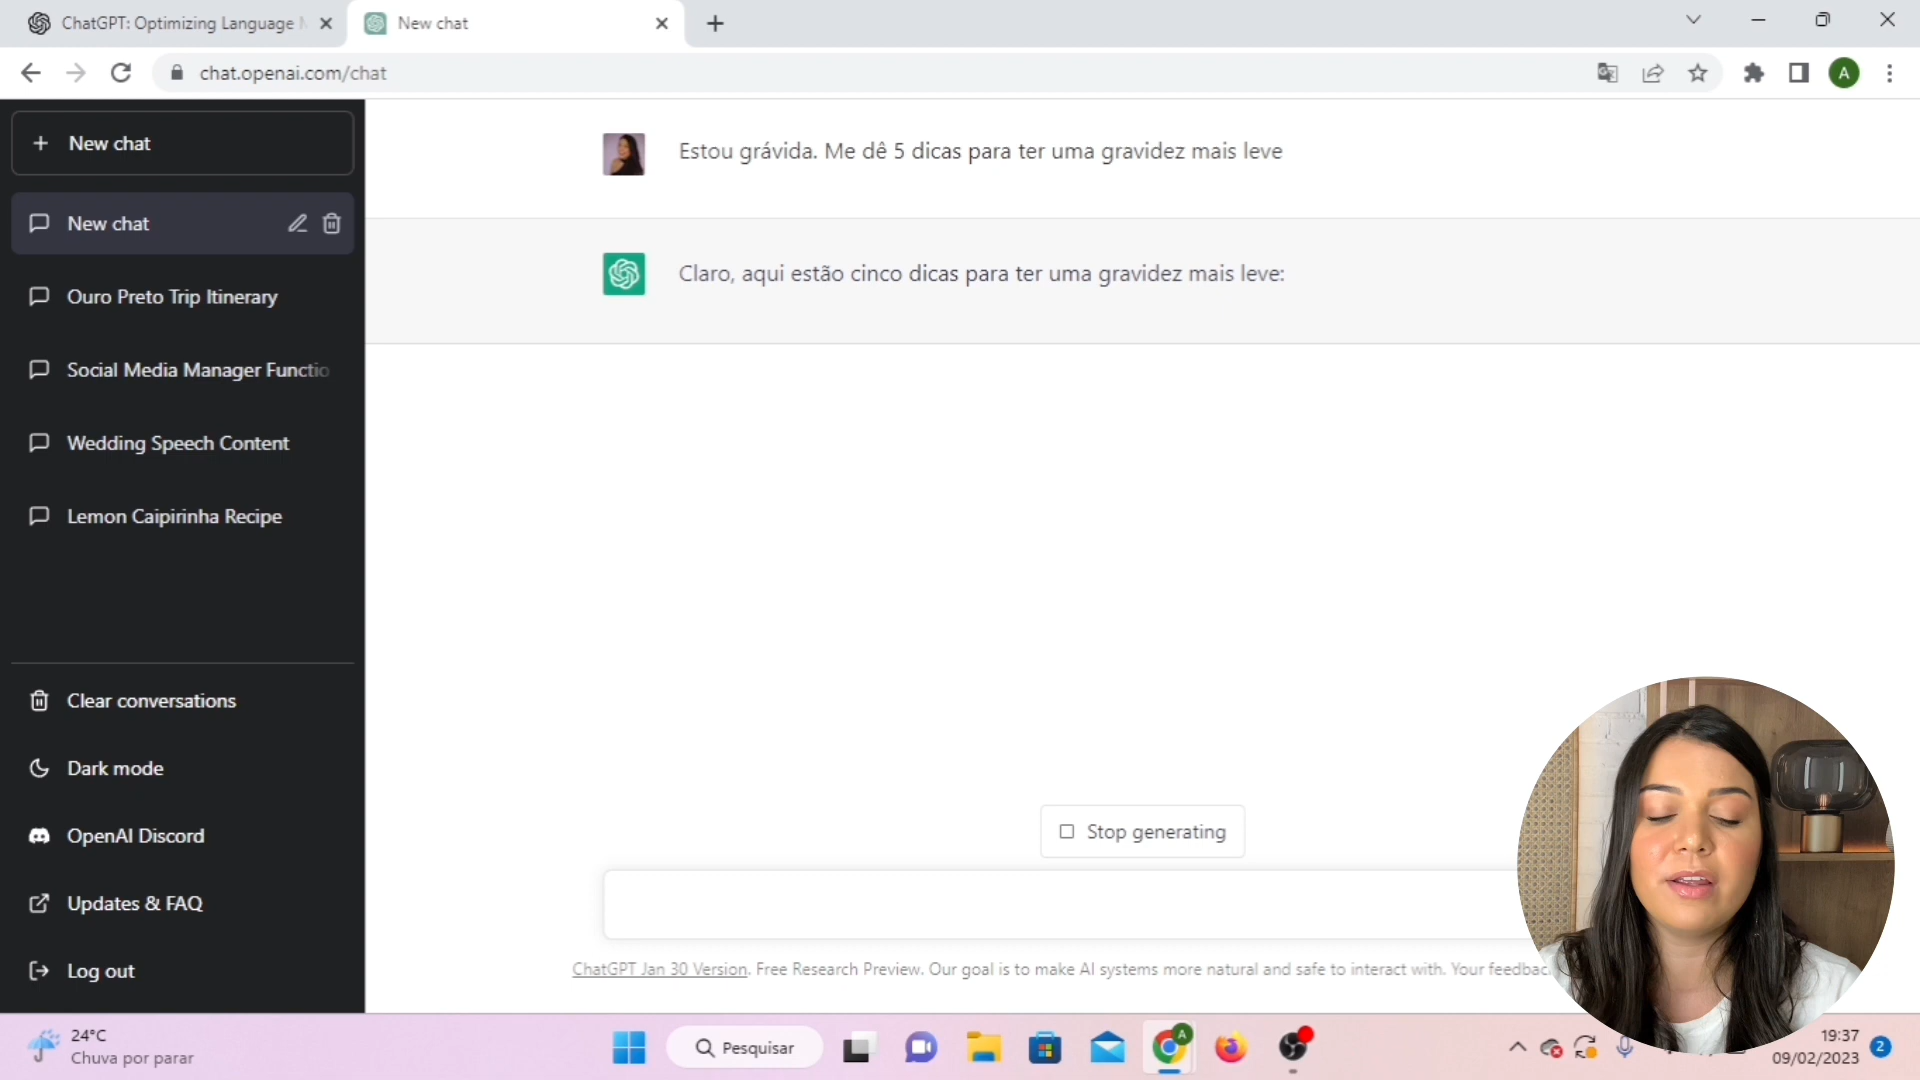 ChatGPT: Optimizing Language
New chat
chat.openai.com/chat
A
New chat
New chat
Ouro Preto Trip Itinerary
Social Media Manager Functio
Wedding Speech Content
Lemon Caipirinha Recipe
Clear conversations
Dark mode
OpenAI Discord
Updates & FAQ
Log out
Estou grávida. Me dê 5 dicas para ter uma gravidez mais leve
Claro, aqui estão cinco dicas para ter uma gravidez mais leve:
Stop generating
ChatGPT Jan 30 Version. Free Research Preview. Our goal is to make AI systems more natural and safe to interact with. Your feedbac
24°C
Chuva por parar
Pesquisar
A
19:37
09/02/2023
2